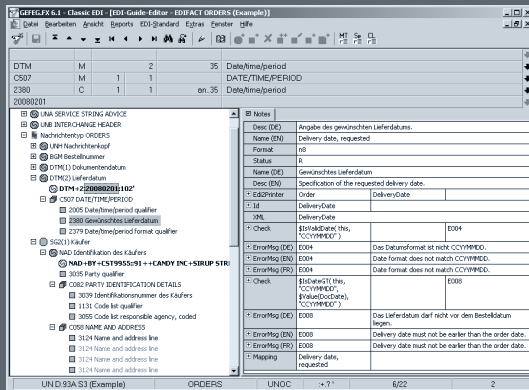 GEFEG.FX 6.1 - Classic EDI - [EDI-Guide-Editor - EDIFACT ORDERS (Example)]
Datei Bearbeiten Ansicht Reports EDI-Standard Extras Fenster Hilfe
DTM M 2 35 Date/time/period
C507 M 1 1 DATE/TIME/PERIOD
2380 C 1 1 an..35 Date/time/period
20080201
UNA SERVICE STRING ADVICE
UNB INTERCHANGE HEADER
Nachrichtentyp ORDERS
UNH Nachrichtenkopf
BGM Bestellnummer
DTM(1) Dokumentendatum
DTM(2) Lieferdatum
DTM+2:20080201:102'
C507 DATE/TIME/PERIOD
2005 Date/time/period qualifier
2380 Gewünschtes Lieferdatum
2379 Date/time/period format qualifier
SG2(1) Käufer
NAD Identifikation des Käufers
NAD+BY+CST9955::91++CANDY INC+SIRUP STRE
3035 Party qualifier
C082 PARTY IDENTIFICATION DETAILS
3039 Identifikationsnummer des Käufers
1131 Code list qualifier
3055 Code list responsible agency, coded
C058 NAME AND ADDRESS
3124 Name and address line
3124 Name and address line
3124 Name and address line
3124 Name and address line
Notes
Desc (DE) Angabe des gewünschten Lieferdatums.
Name (EN) Delivery date, requested
Format n8
Status R
Name (DE) Gewünschtes Lieferdatum
Desc (EN) Specification of the requested delivery date.
Edi2Printer Order DeliveryDate
Id DeliveryDate
XML DeliveryDate
Check $IsValidDate( this, "CCYYMMDD" ) E004
ErrorMsg (DE) E004 Das Datumsformat ist nicht CCYYMMDD.
ErrorMsg (EN) E004 Date format does not match CCYYMMDD.
ErrorMsg (FR) E004 Date format does not match CCYYMMDD.
Check $IsDateGT( this, "CCYYMMDD", $Value(DocDate), "CCYYMMDD" ) E008
ErrorMsg (DE) E008 Das Lieferdatum darf nicht vor dem Bestelldatum liegen.
ErrorMsg (EN) E008 Delivery date must not be earlier than the order date.
ErrorMsg (FR) E008 Delivery date must not be earlier than the order date.
Mapping Delivery date, requested
UN D.93A S3 (Example) ORDERS UNOC :+.? ' 6/22 2